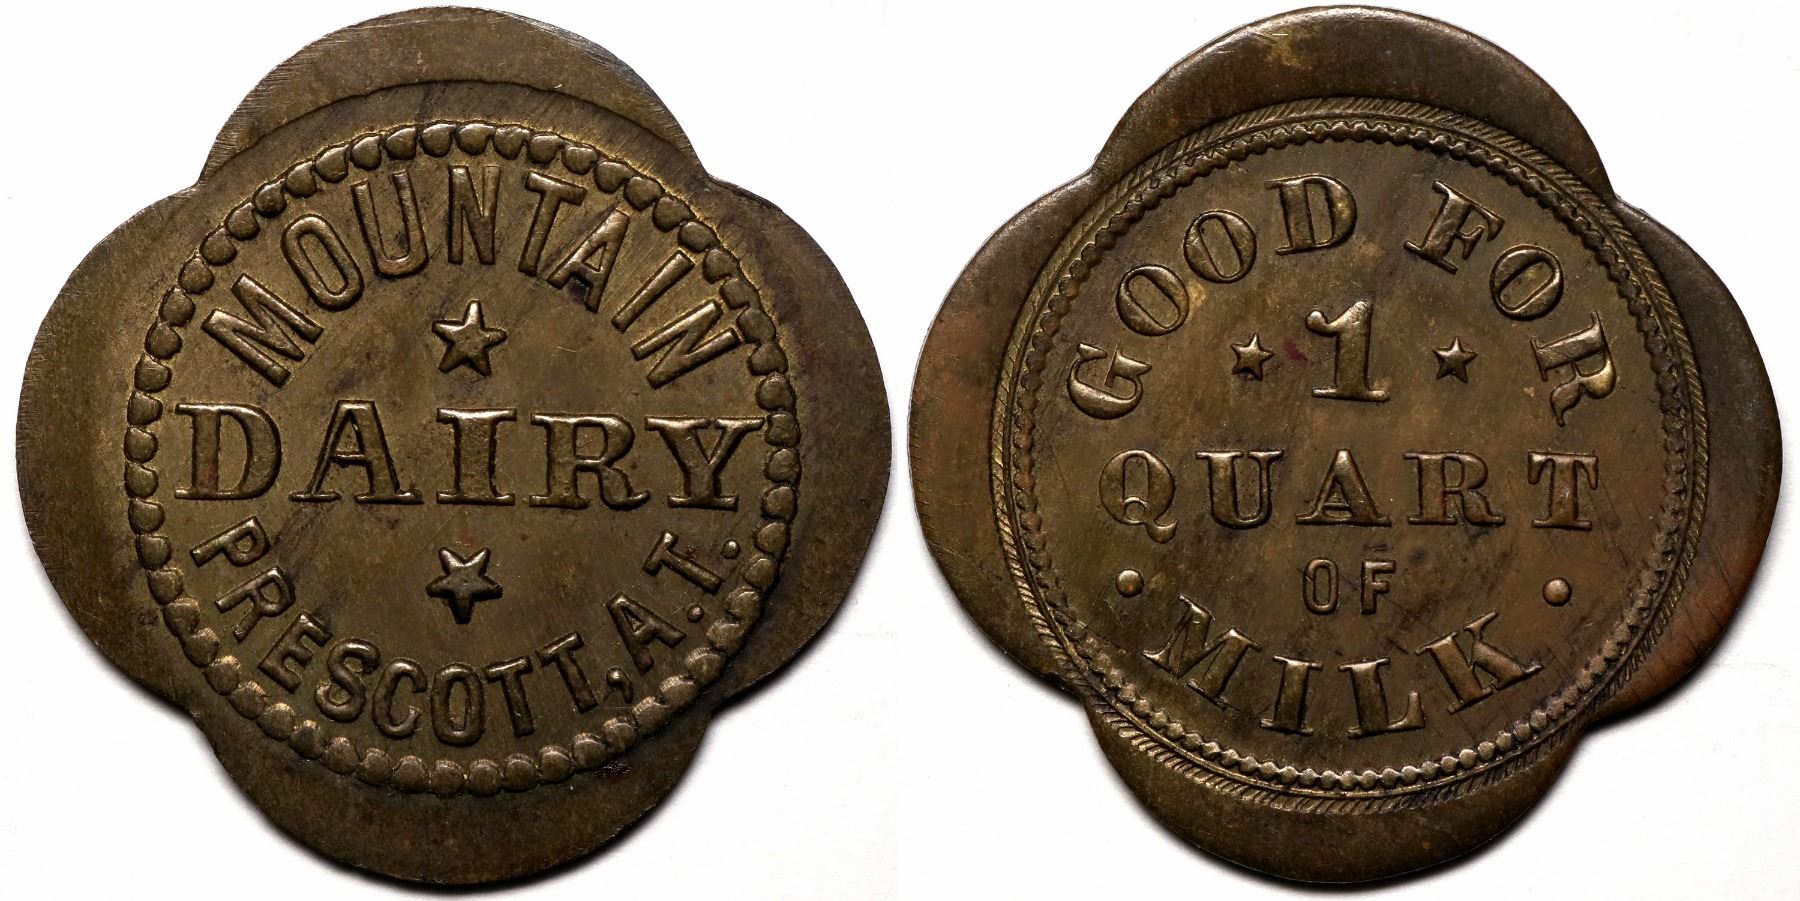 MOUNTAIN
DAIRY
PRESCOTT, A.T.
GOOD FOR
1
QUART
OF
MILK